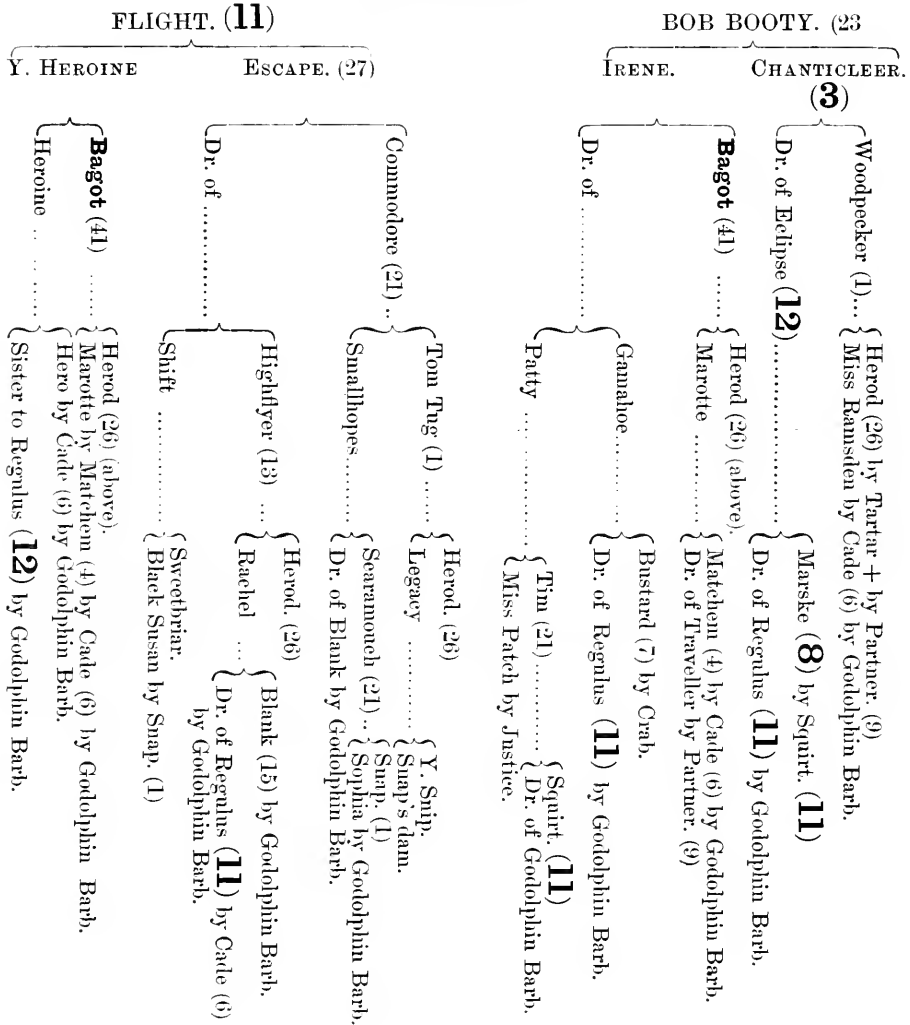 FLIGHT. (11)
Y. HEROINE
ESCAPE. (27)
BOB BOOTY. (23
IRENE.
CHANTICLEER.
(3)
Woodpecker (1)...
Herod (26) by Tartar + by Partner. (9)
Miss Ramsden by Cade (6) by Godolphin Barb.
Dr. of Eclipse (12)..............................
Marske (8) by Squirt. (11)
Dr. of Regulus (11) by Godolphin Barb.
Bagot (41) ......
Herod (26) (above).
Marotte ..........
Matchem (4) by Cade (6) by Godolphin Barb.
Dr. of Traveller by Partner. (9)
Dr. of ................
Gamahoe..........
Bustard (7) by Crab.
Dr. of Regulus (11) by Godolphin Barb.
Patty ..................
Tim (21) ..........
Squirt. (11)
Dr. of Godolphin Barb.
Miss Patch by Justice.
Commodore (21) ..
Tom Tug (1) ......
Herod. (26)
Legacy ..........
Y. Snip.
Snap's dam.
Smallhopes........
Scaramouch (21) ..
Snap. (1)
Sophia by Godolphin Barb.
Dr. of Blank by Godolphin Barb.
Dr. of ................
Highflyer (13) ...
Herod. (26)
Rachel ...
Blank (15) by Godolphin Barb.
Dr. of Regulus (11) by Cade (6)
by Godolphin Barb.
Shift ............
Sweetbriar.
Black Susan by Snap. (1)
Bagot (41) ......
Herod (26) (above).
Marotte by Matchem (4) by Cade (6) by Godolphin Barb.
Heroine .. .. .....
Hero by Cade (6) by Godolphin Barb.
Sister to Regulus (12) by Godolphin Barb.